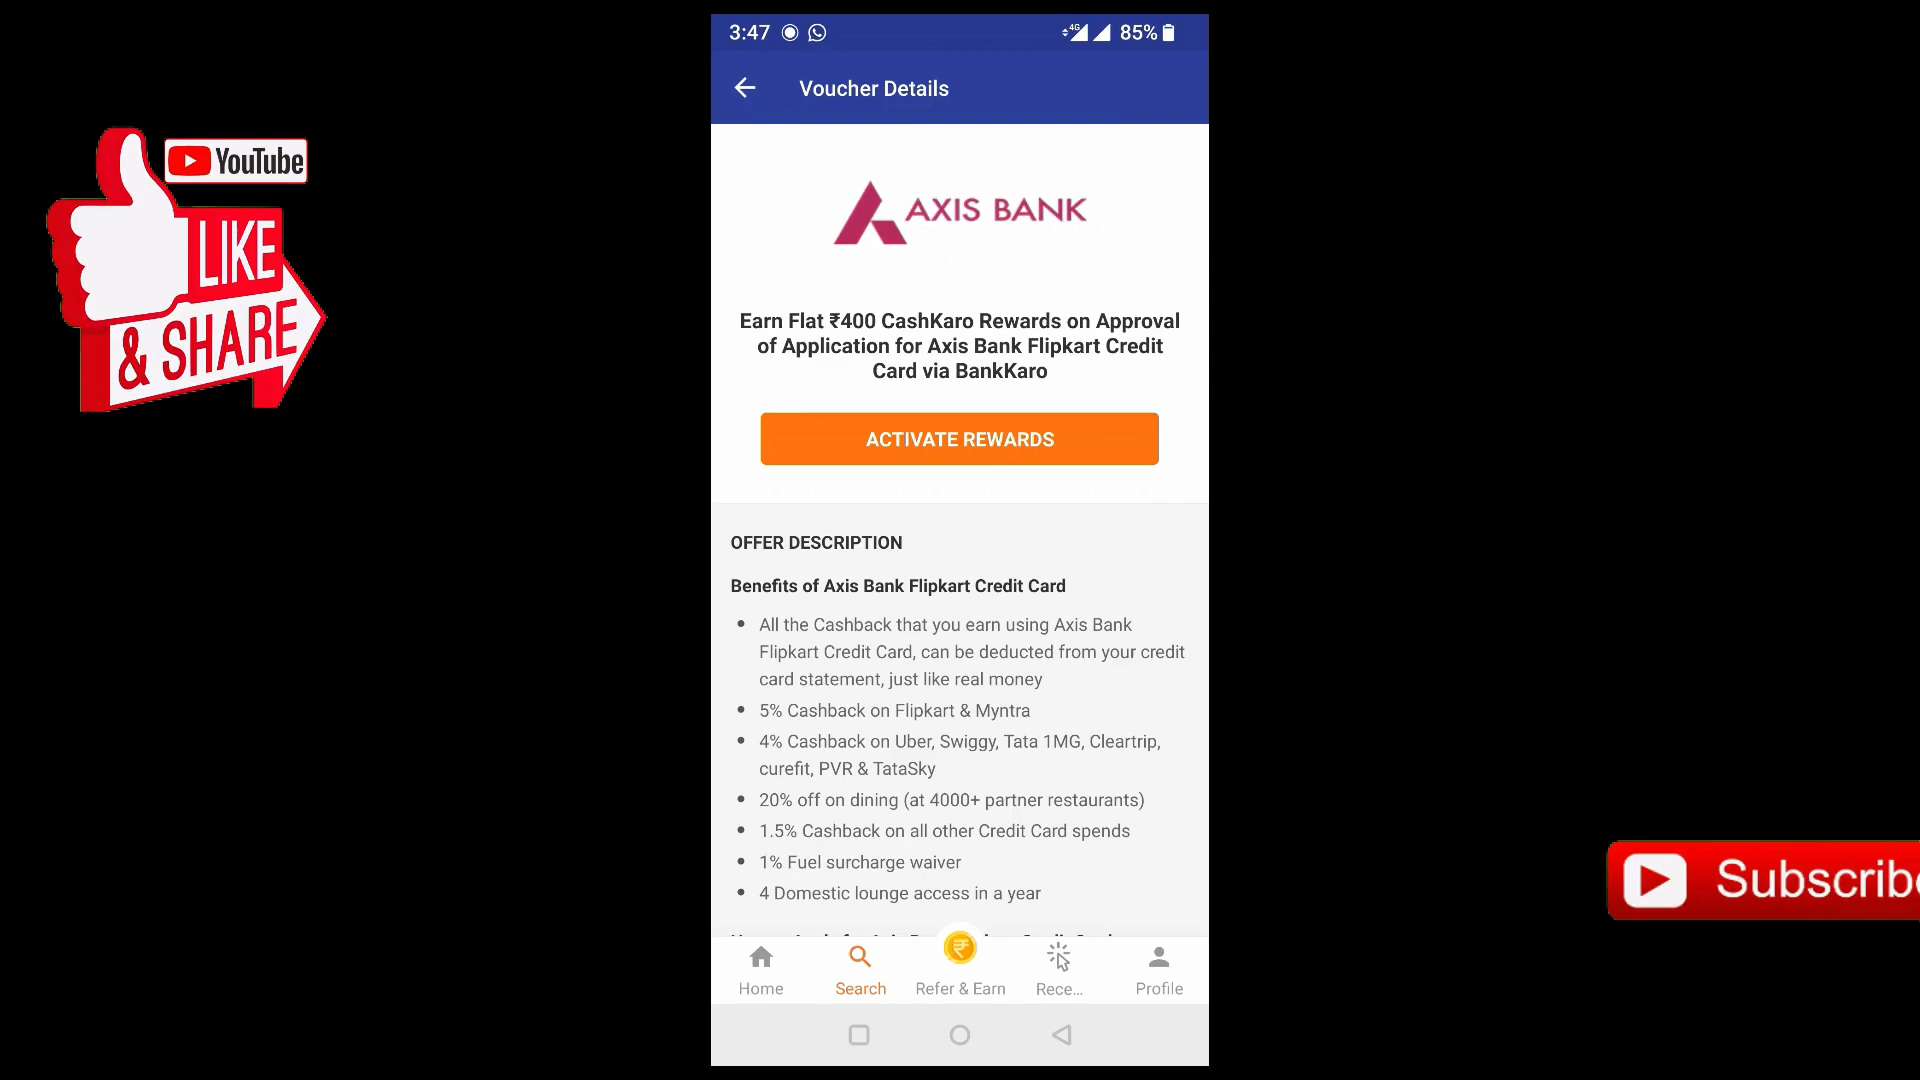 YouTube
LIKE
& SHARE
3:47
4G
85%
Voucher Details
AXIS BANK
Earn Flat ₹400 CashKaro Rewards on Approval
of Application for Axis Bank Flipkart Credit
Card via BankKaro
ACTIVATE REWARDS
OFFER DESCRIPTION
Benefits of Axis Bank Flipkart Credit Card
• All the Cashback that you earn using Axis Bank
Flipkart Credit Card, can be deducted from your credit
card statement, just like real money
• 5% Cashback on Flipkart & Myntra
• 4% Cashback on Uber, Swiggy, Tata 1MG, Cleartrip,
curefit, PVR & TataSky
• 20% off on dining (at 4000+ partner restaurants)
• 1.5% Cashback on all other Credit Card spends
• 1% Fuel surcharge waiver
• 4 Domestic lounge access in a year
Home
Search
Refer & Earn
Rece...
Profile
Subscribe